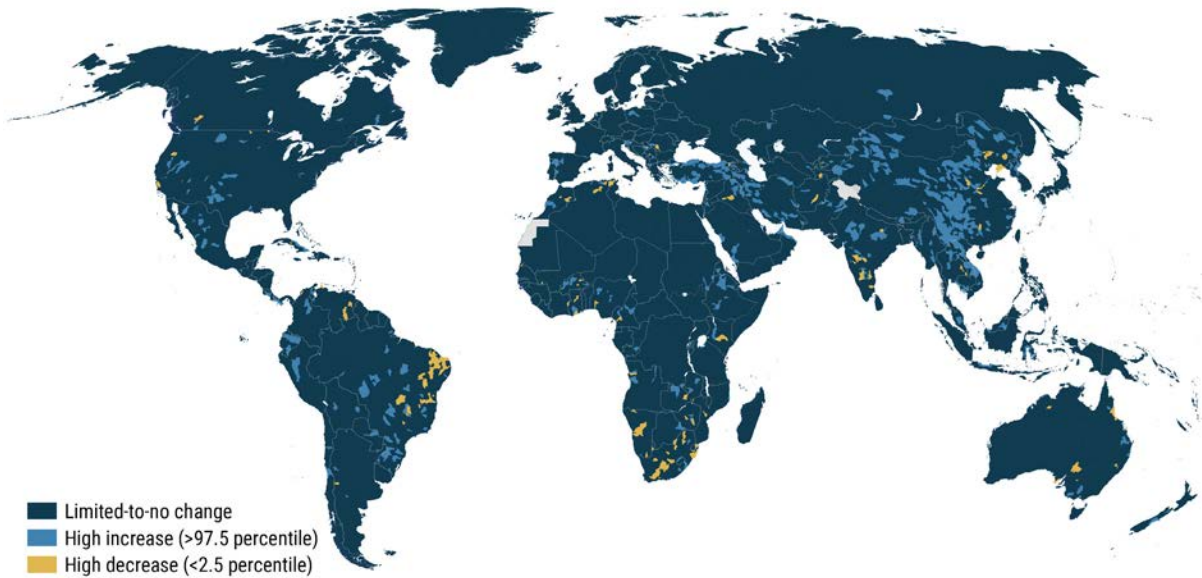 Limited-to-no change
High increase (>97.5 percentile)
High decrease (<2.5 percentile)